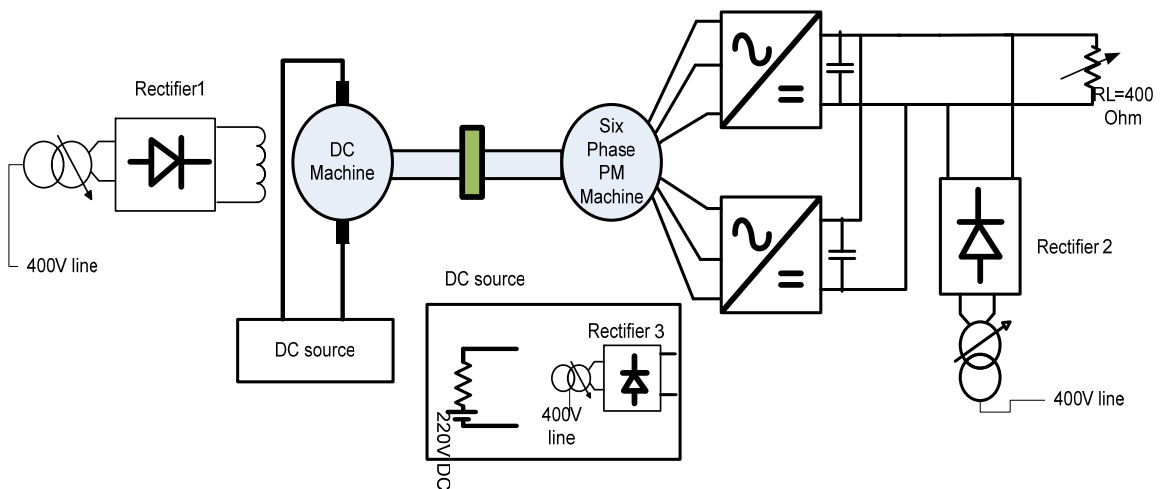 Rectifier1
400V line
DC
Machine
DC source
Six
Phase
PM
Machine
RL=400
Ohm
Rectifier 2
400V line
DC source
220V DC
Rectifier 3
400V
line